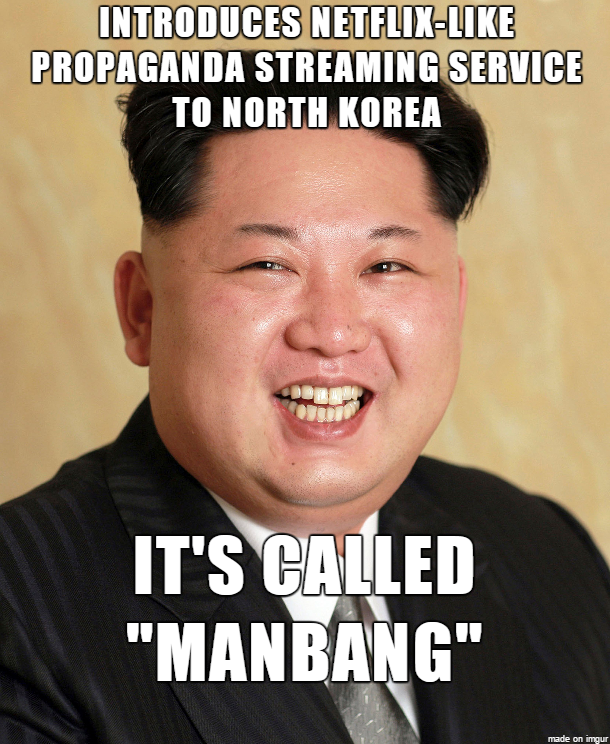 INTRODUCES NETFLIX-LIKE
PROPAGANDA STREAMING SERVICE
TO NORTH KOREA
IT'S CALLED
"MANBANG"
made on imgur